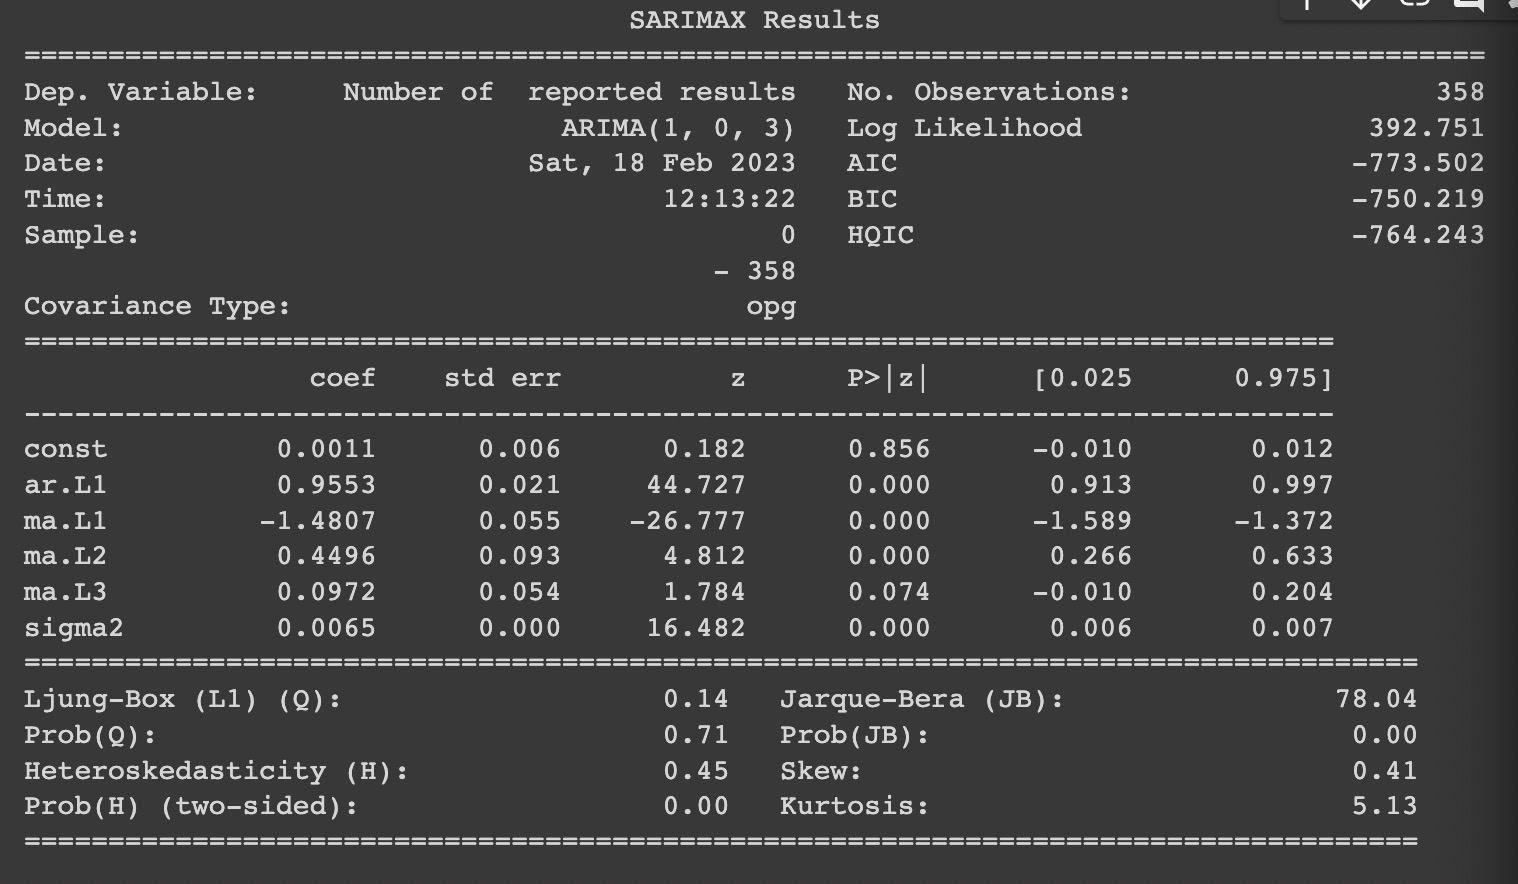 SARIMAX Results
==============================================================================
Dep. Variable: Number of  reported results No. Observations: 358
Model: ARIMA(1, 0, 3) Log Likelihood 392.751
Date: Sat, 18 Feb 2023 AIC -773.502
Time: 12:13:22 BIC -750.219
Sample: 0 HQIC -764.243
- 358
Covariance Type: opg
==============================================================================
coef std err z P>|z| [0.025 0.975]
------------------------------------------------------------------------------
const 0.0011 0.006 0.182 0.856 -0.010 0.012
ar.L1 0.9553 0.021 44.727 0.000 0.913 0.997
ma.L1 -1.4807 0.055 -26.777 0.000 -1.589 -1.372
ma.L2 0.4496 0.093 4.812 0.000 0.266 0.633
ma.L3 0.0972 0.054 1.784 0.074 -0.010 0.204
sigma2 0.0065 0.000 16.482 0.000 0.006 0.007
==============================================================================
Ljung-Box (L1) (Q): 0.14 Jarque-Bera (JB): 78.04
Prob(Q): 0.71 Prob(JB): 0.00
Heteroskedasticity (H): 0.45 Skew: 0.41
Prob(H) (two-sided): 0.00 Kurtosis: 5.13
==============================================================================